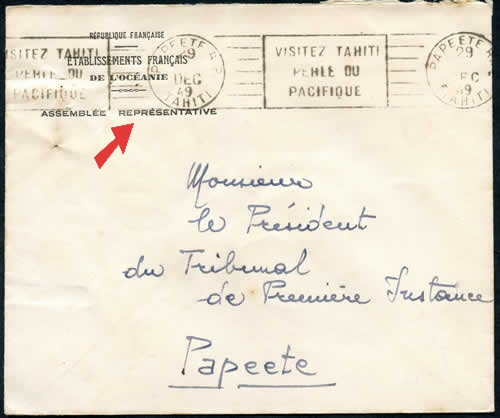 RÉPUBLIQUE FRANÇAISE
ÉTABLISSEMENTS FRANÇAIS
DE L'OCÉANIE
ASSEMBLÉE REPRÉSENTATIVE
VISITEZ TAHITI
PERLE DU
PACIFIQUE
PAPEETE R.P.
29
DEC
49
TAHITI
VISITEZ TAHITI
PERLE DU
PACIFIQUE
PAPEETE
29
DEC
49
TAHITI
Monsieur
le Président
du Tribunal
de Première Instance
Papeete